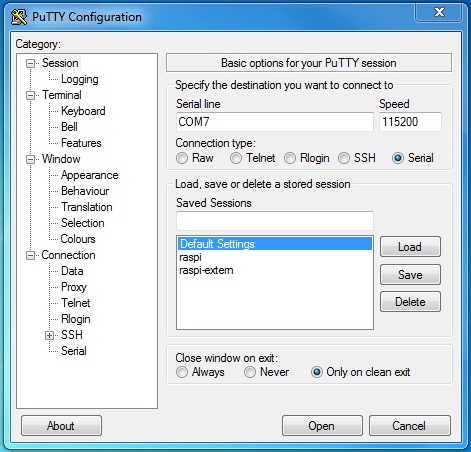 PuTTY Configuration
Category:
Session
Logging
Terminal
Keyboard
Bell
Features
Window
Appearance
Behaviour
Translation
Selection
Colours
Connection
Data
Proxy
Telnet
Rlogin
SSH
Serial
Basic options for your PuTTY session
Specify the destination you want to connect to
Serial line Speed
COM7 115200
Connection type:
Raw Telnet Rlogin SSH Serial
Load, save or delete a stored session
Saved Sessions
Default Settings
raspi
raspi-extern
Load
Save
Delete
Close window on exit:
Always Never Only on clean exit
About Open Cancel